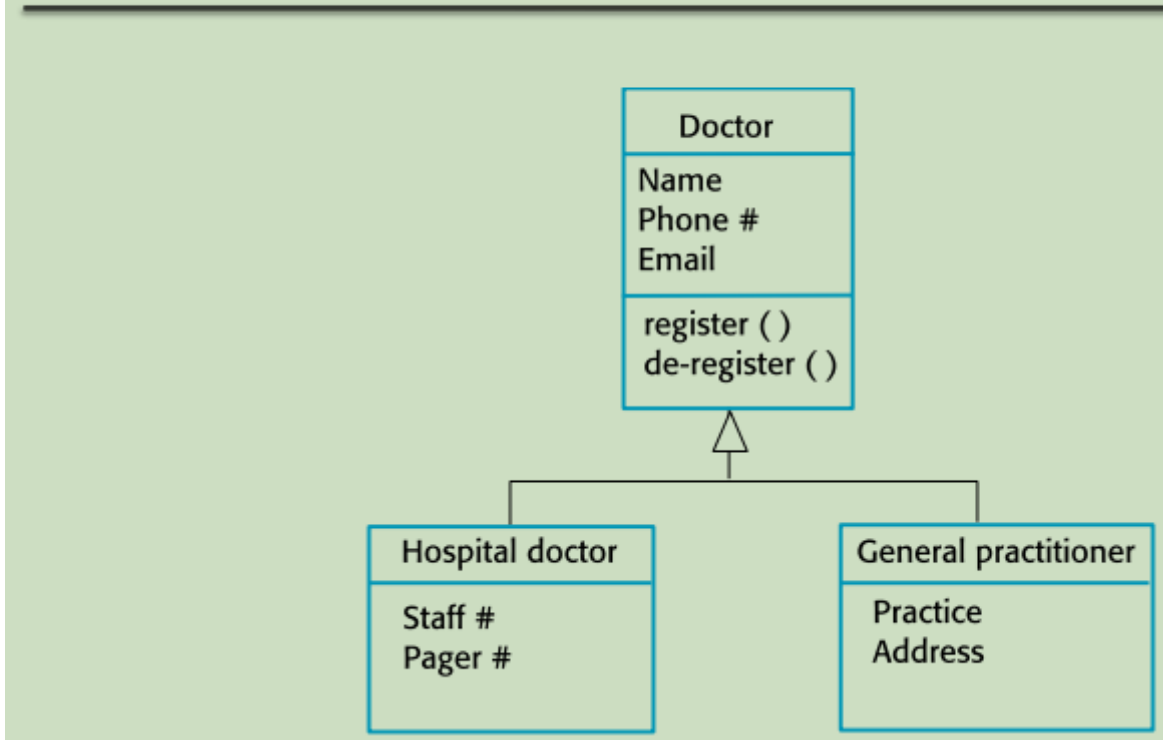 Doctor
Name
Phone #
Email
register ( )
de-register ( )
Hospital doctor
Staff #
Pager #
General practitioner
Practice
Address